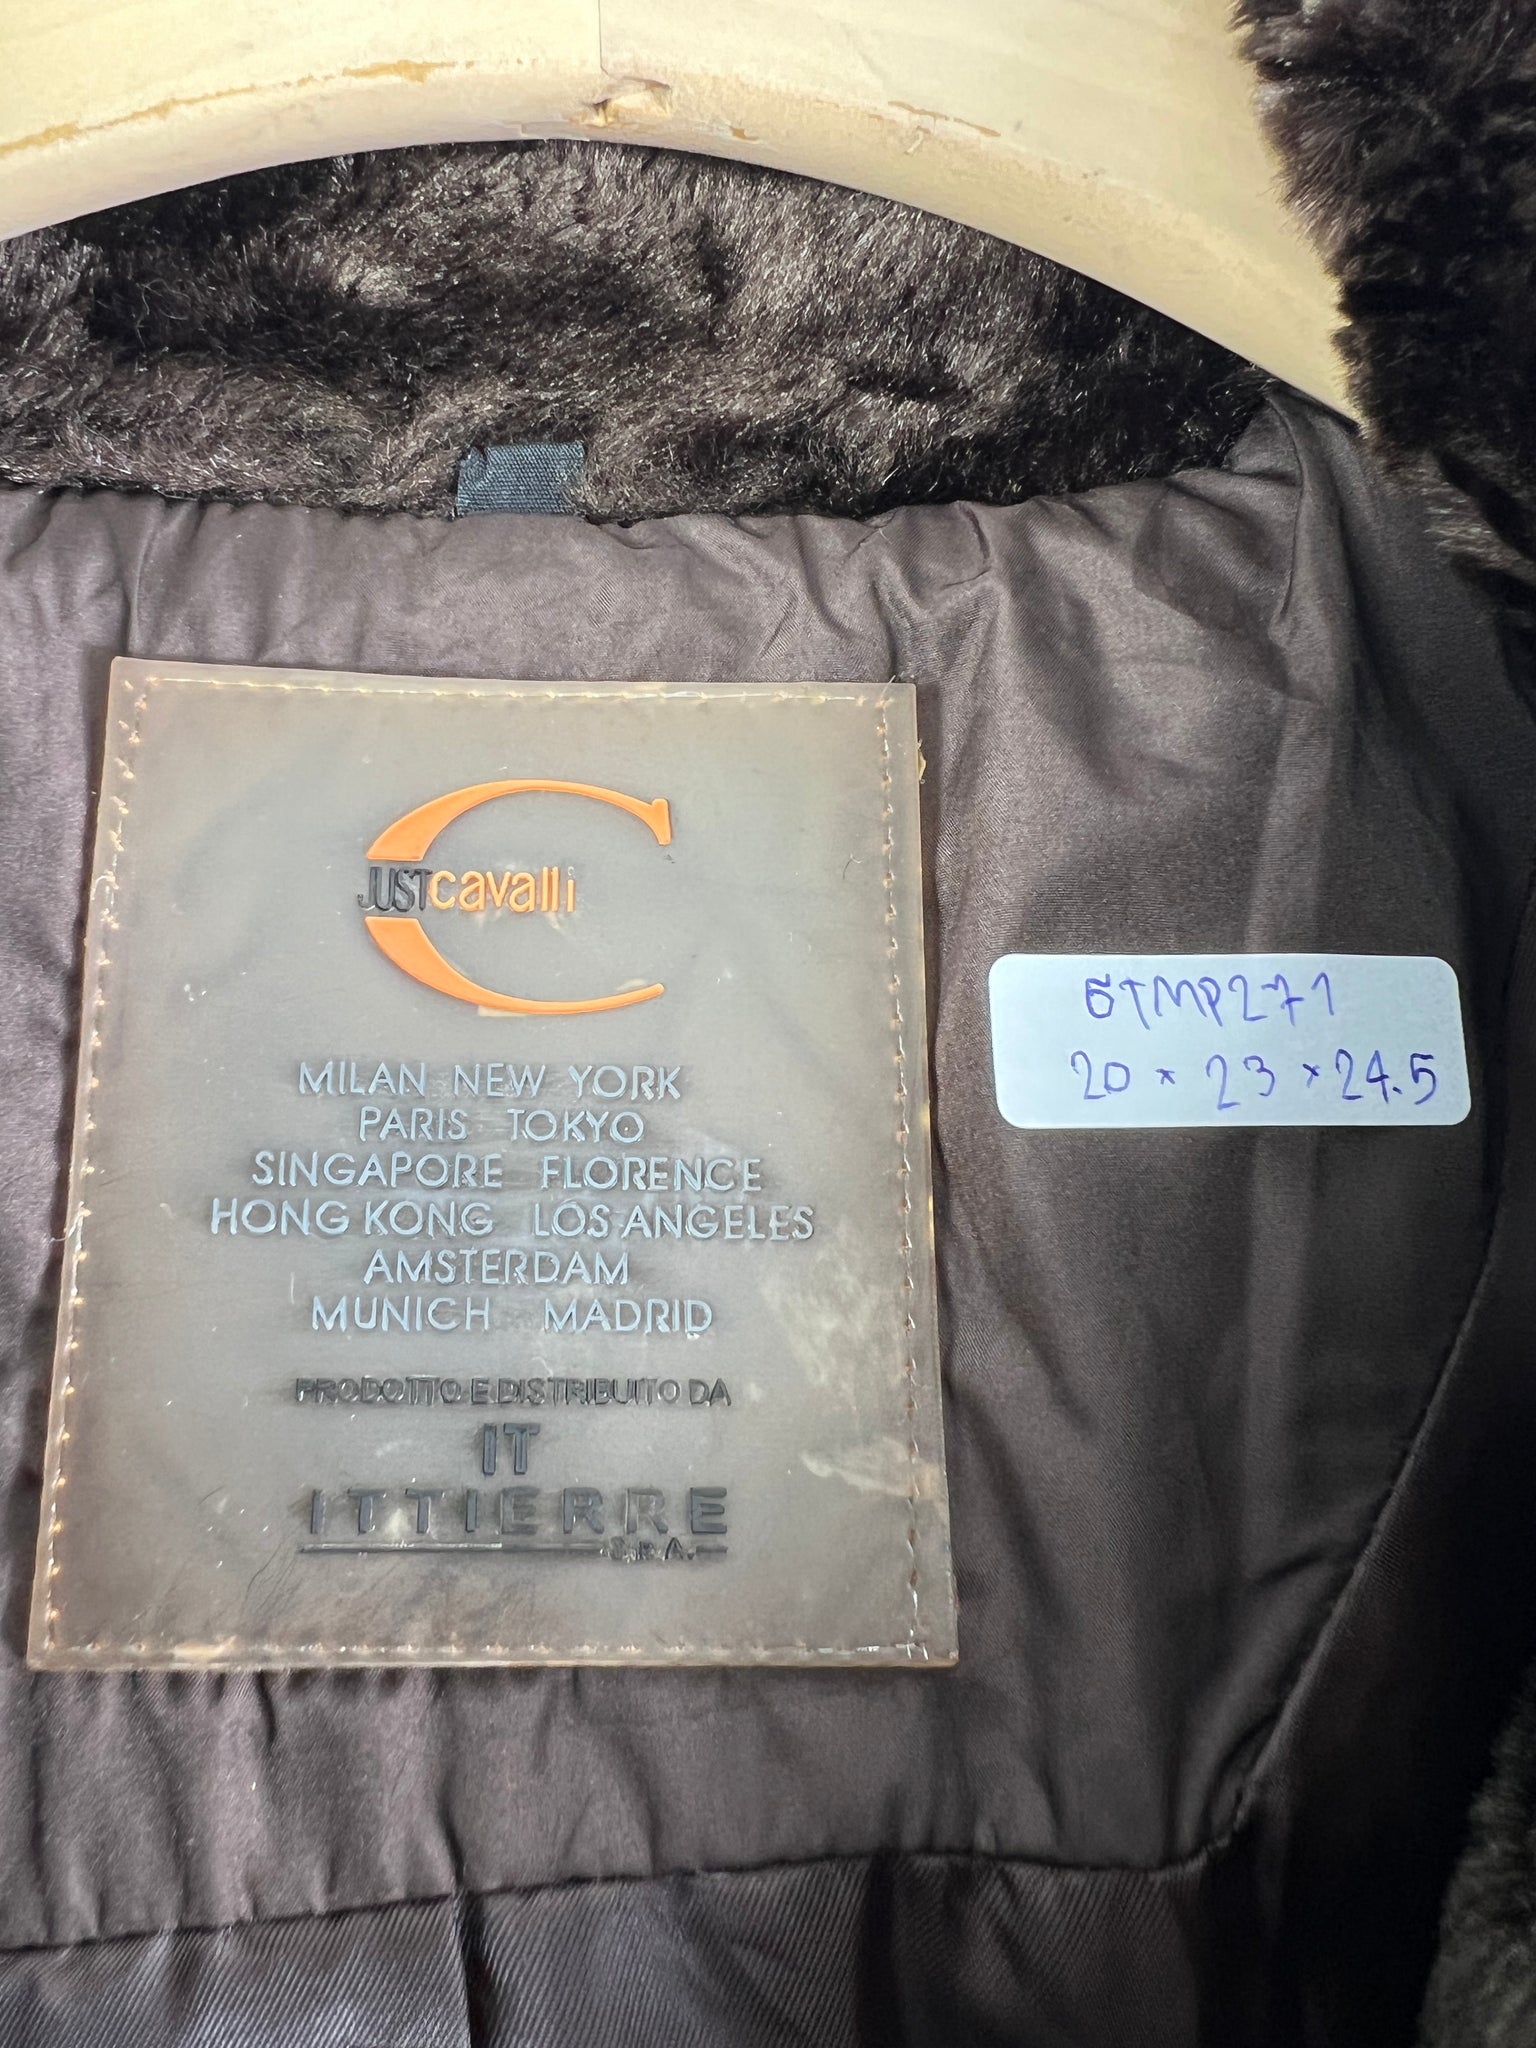 JUST cavalli
MILAN NEW YORK
PARIS TOKYO
SINGAPORE FLORENCE
HONG KONG LOS ANGELES
AMSTERDAM
MUNICH MADRID
PRODOTTO E DISTRIBUITO DA
IT
ITTIERRE
S.P.A.
GTMP271
20 × 23 × 24.5